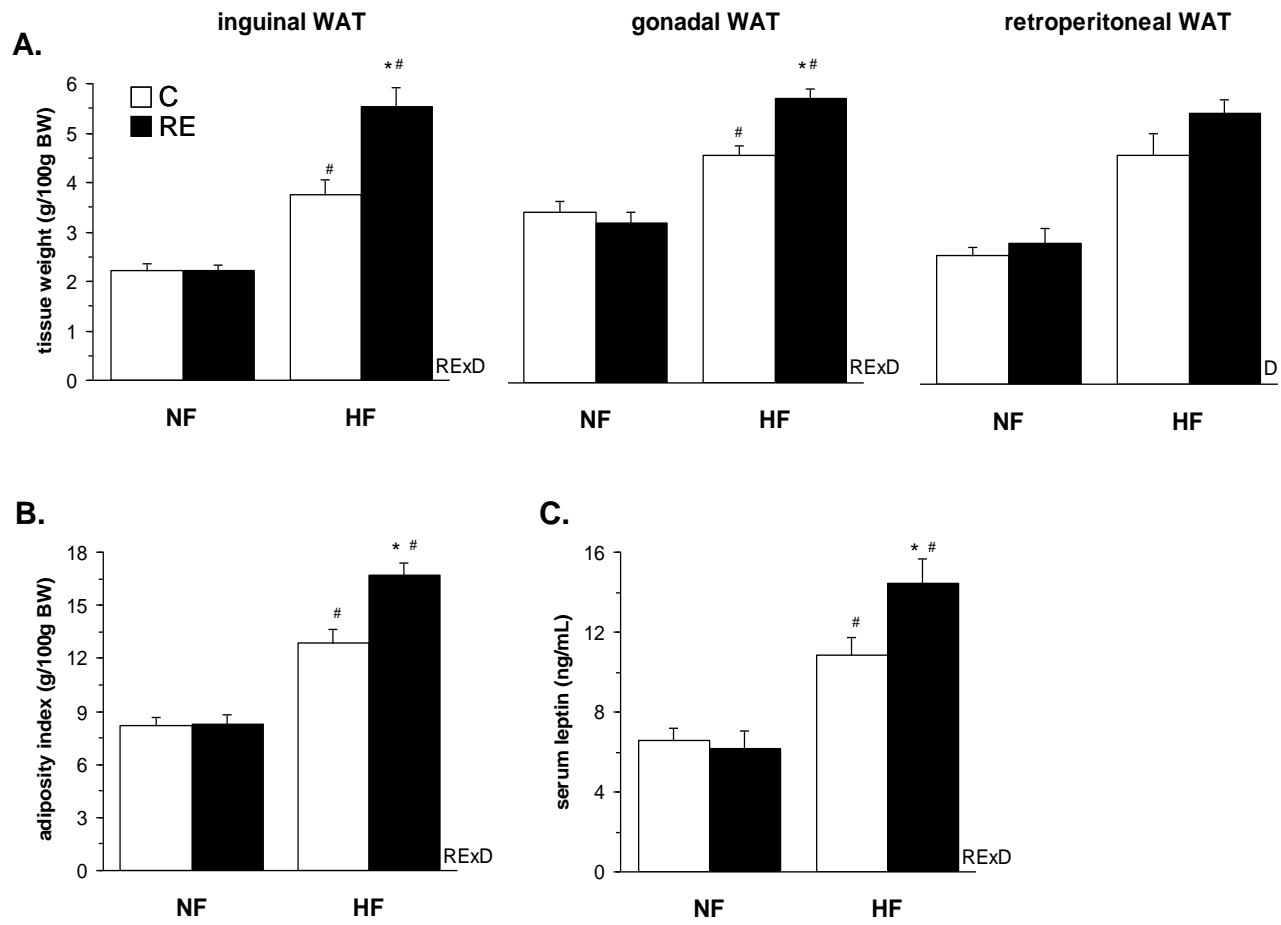 inguinal WAT
gonadal WAT
retroperitoneal WAT
A.
tissue weight (g/100g BW)
6
5
4
3
2
1
0
C
RE
#
*#
RExD
NF
HF
#
*#
RExD
NF
HF
D
NF
HF
B.
adiposity index (g/100g BW)
18
15
12
9
6
3
0
#
* #
RExD
NF
HF
C.
serum leptin (ng/mL)
16
12
8
4
0
#
* #
RExD
NF
HF